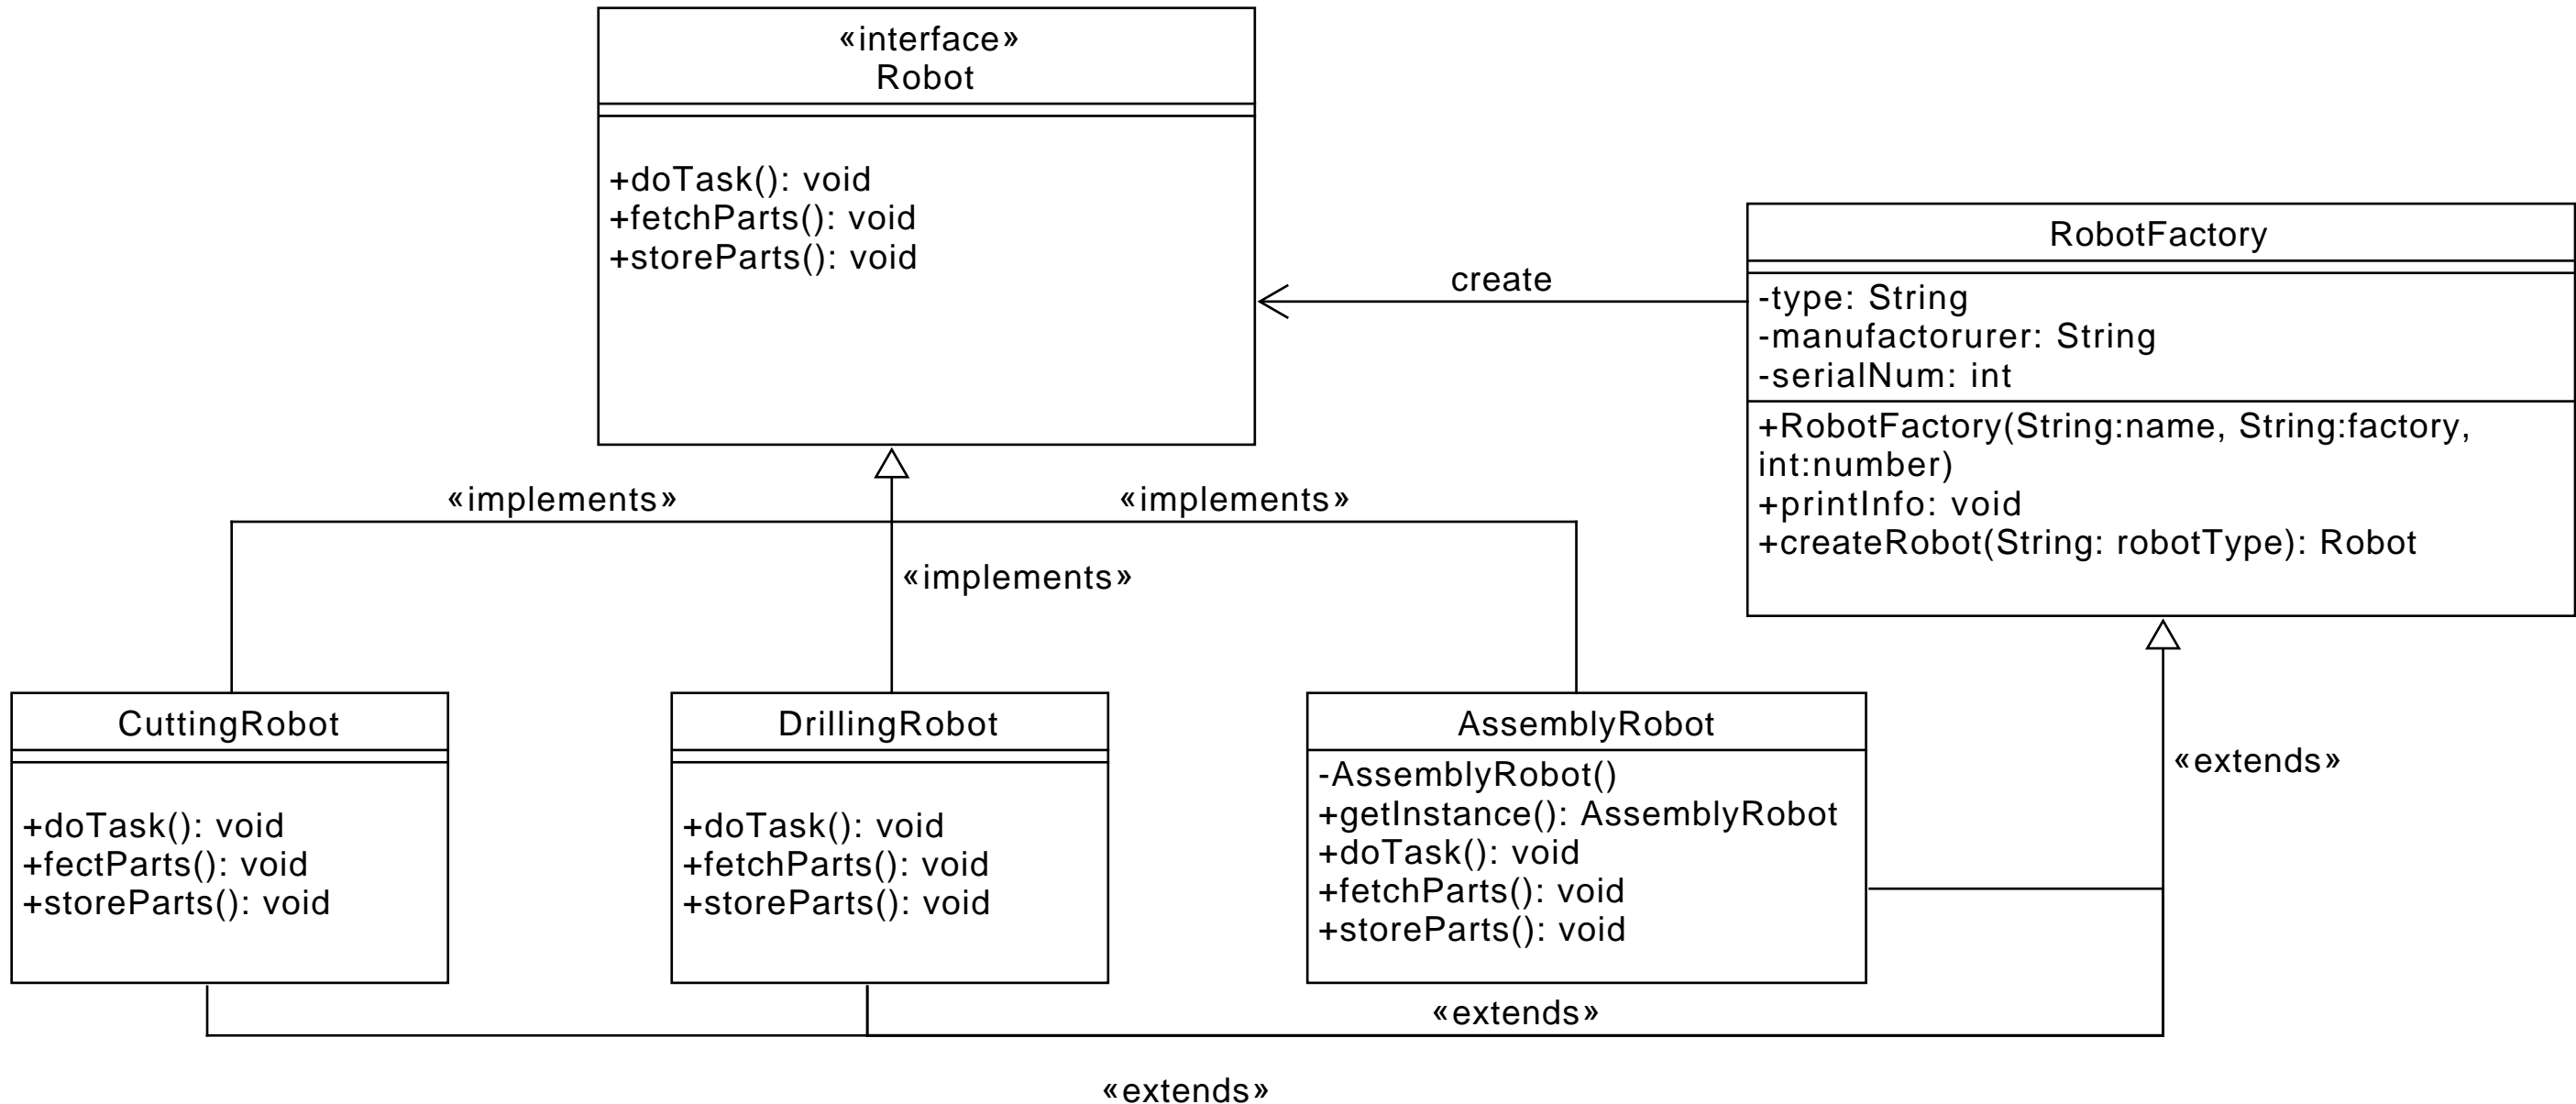 «interface»
Robot
+doTask(): void
+fetchParts(): void
+storeParts(): void
create
RobotFactory
-type: String
-manufactorurer: String
-serialNum: int
+RobotFactory(String:name, String:factory,
int:number)
+printInfo: void
+createRobot(String: robotType): Robot
«implements»
«implements»
«implements»
CuttingRobot
+doTask(): void
+fectParts(): void
+storeParts(): void
DrillingRobot
+doTask(): void
+fetchParts(): void
+storeParts(): void
AssemblyRobot
-AssemblyRobot()
+getInstance(): AssemblyRobot
+doTask(): void
+fetchParts(): void
+storeParts(): void
«extends»
«extends»
«extends»